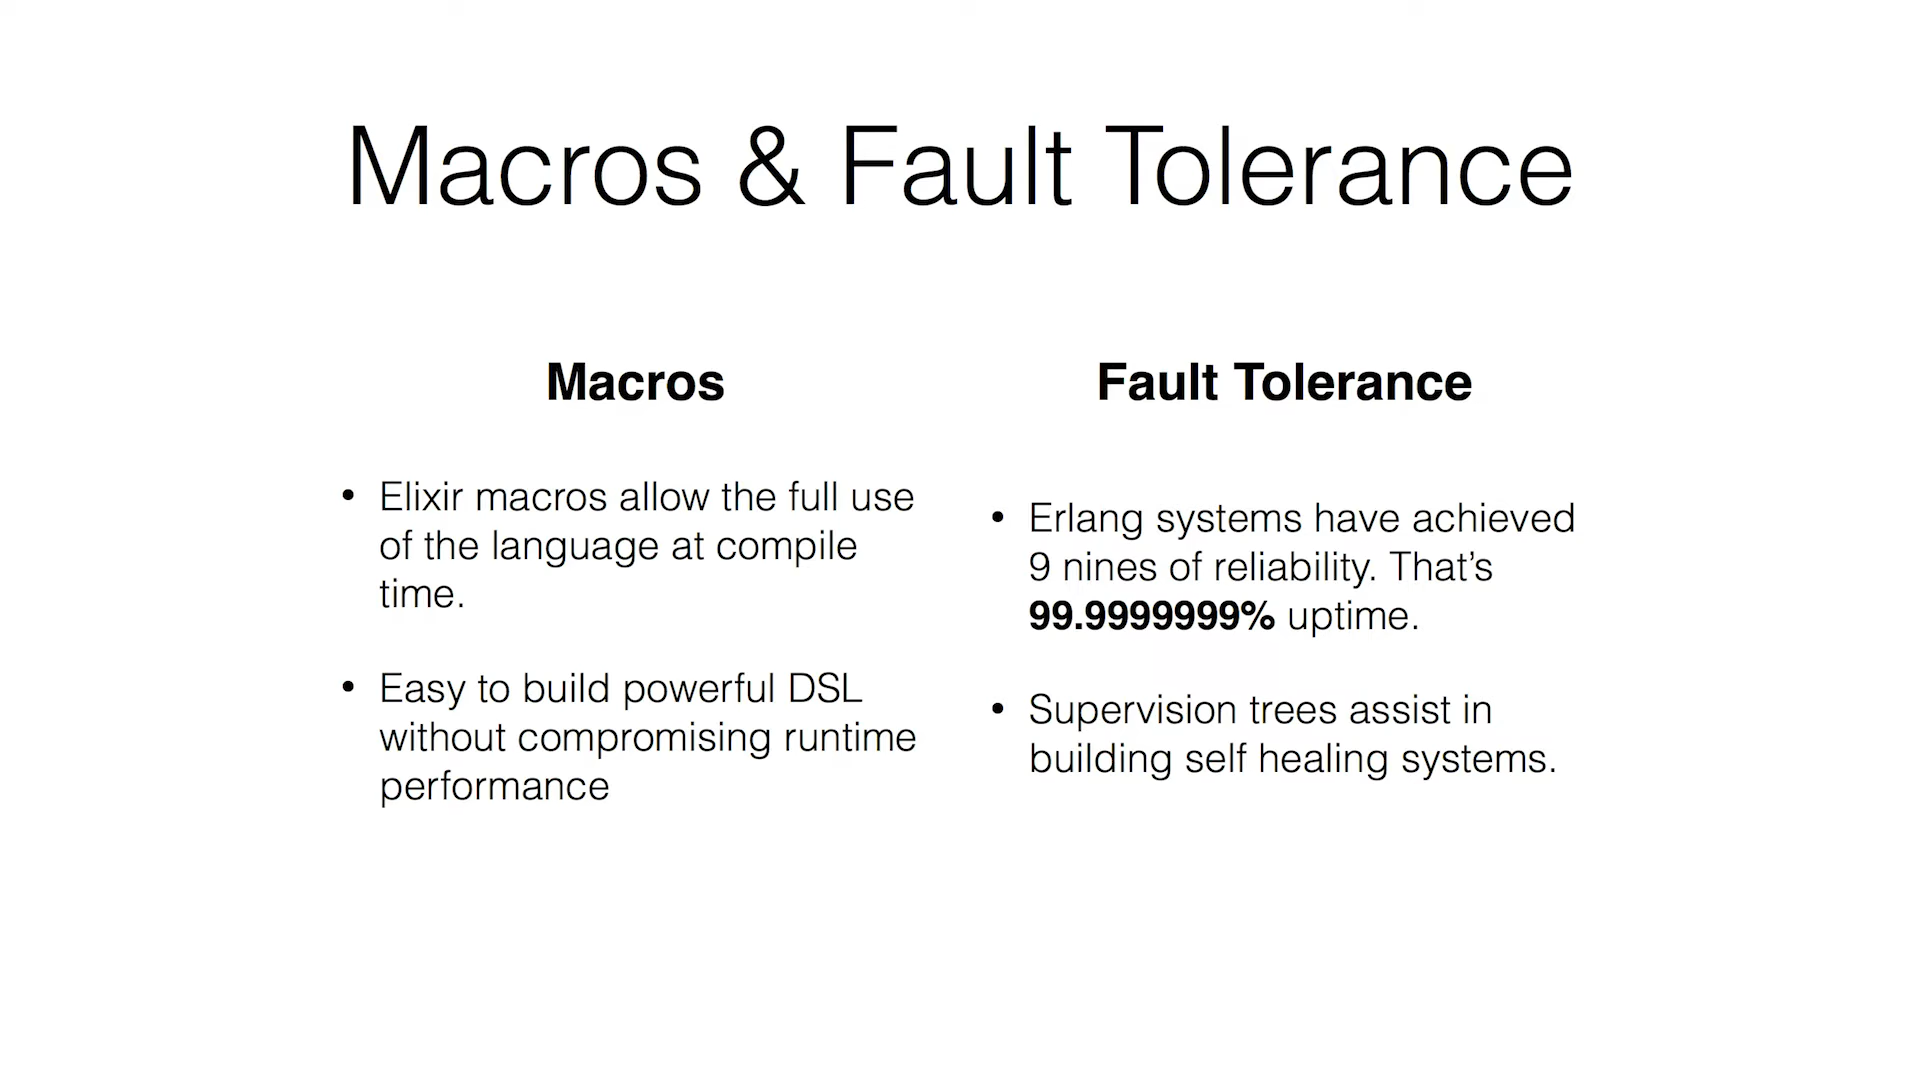 Macros & Fault Tolerance
Macros
• Elixir macros allow the full use
of the language at compile
time.
• Easy to build powerful DSL
without compromising runtime
performance
Fault Tolerance
• Erlang systems have achieved
9 nines of reliability. That’s
99.9999999% uptime.
• Supervision trees assist in
building self healing systems.